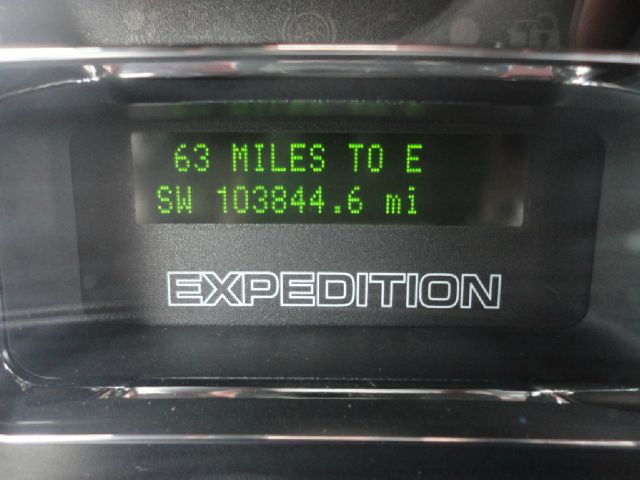 63 MILES TO E
SW 103844.6 mi
EXPEDITION